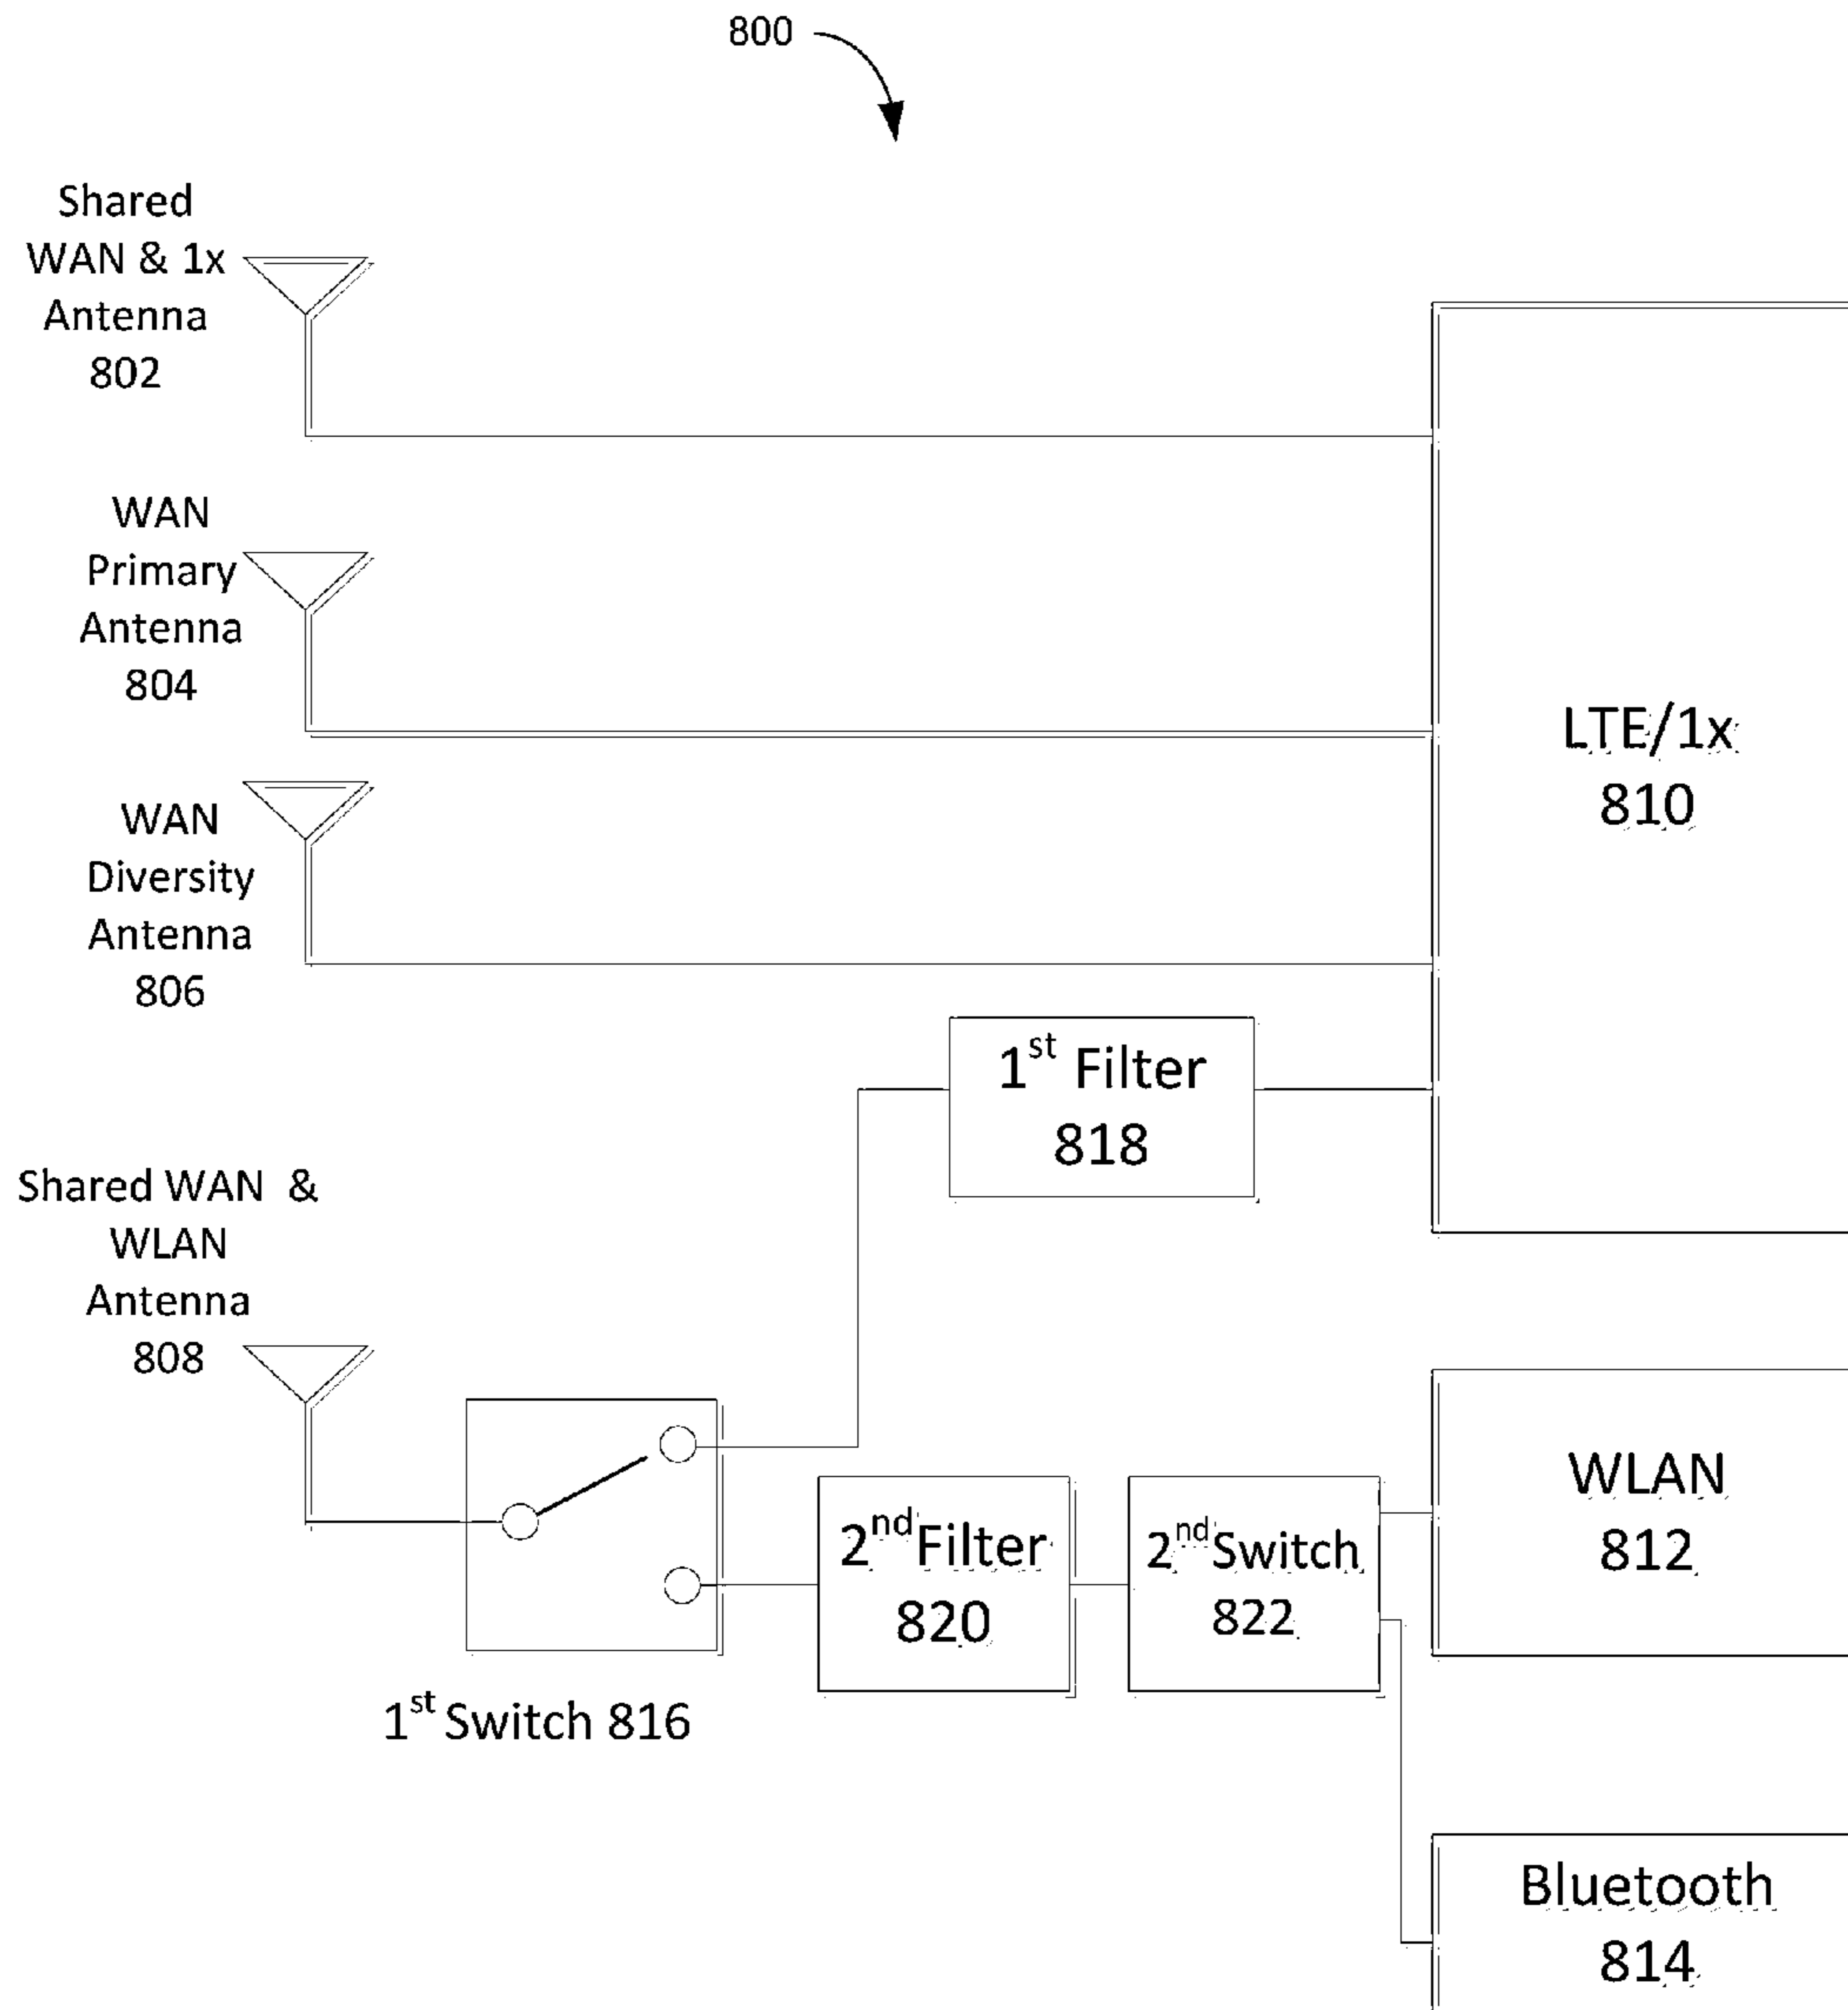 800
Shared
WAN & 1x
Antenna
802
WAN
Primary
Antenna
804
WAN
Diversity
Antenna
806
LTE/1x
810
1st Filter
818
Shared WAN &
WLAN
Antenna
808
1st Switch 816
2nd Filter
820
2nd Switch
822
WLAN
812
Bluetooth
814